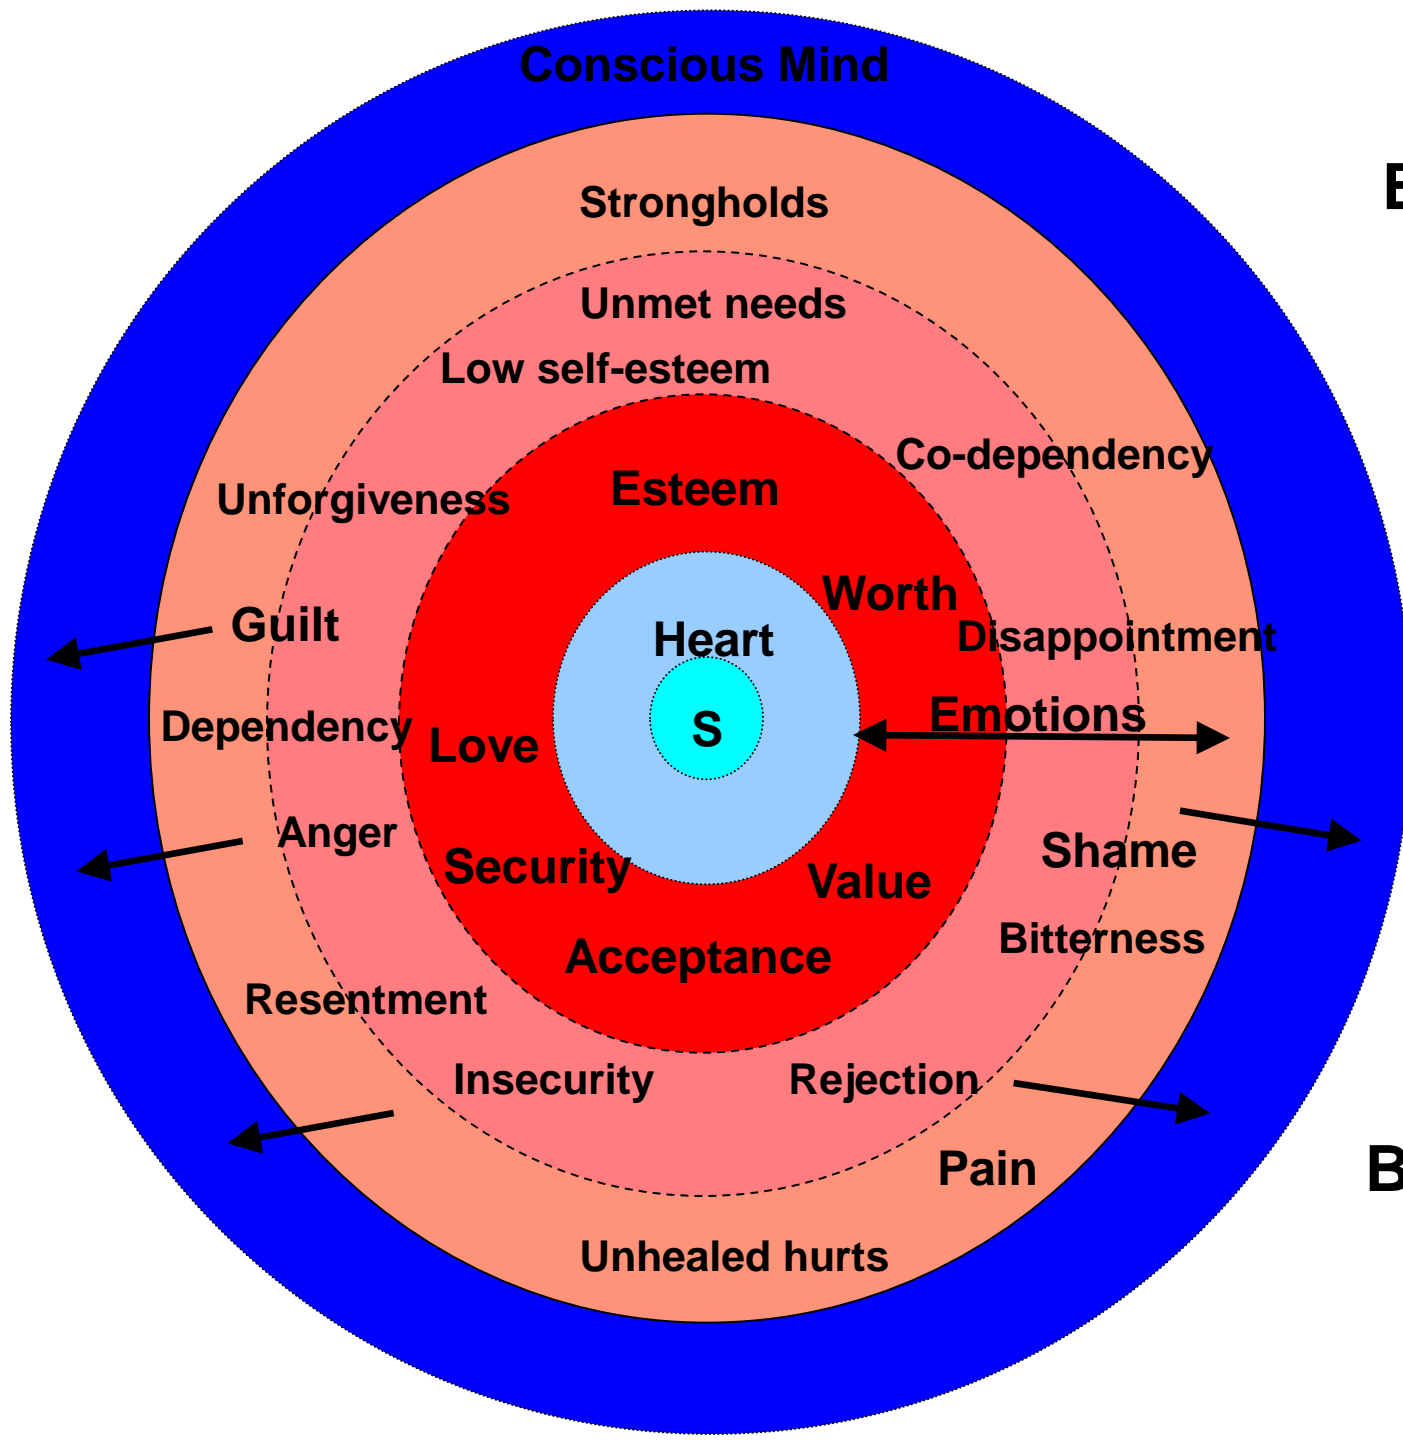 Conscious Mind
Strongholds
Unmet needs
Low self-esteem
Co-dependency
Esteem
Unforgiveness
Worth
Guilt
Heart
Disappointment
Emotions
Dependency
Love
S
Anger
Shame
Security
Value
Bitterness
Acceptance
Resentment
Insecurity
Rejection
Pain
B
Unhealed hurts